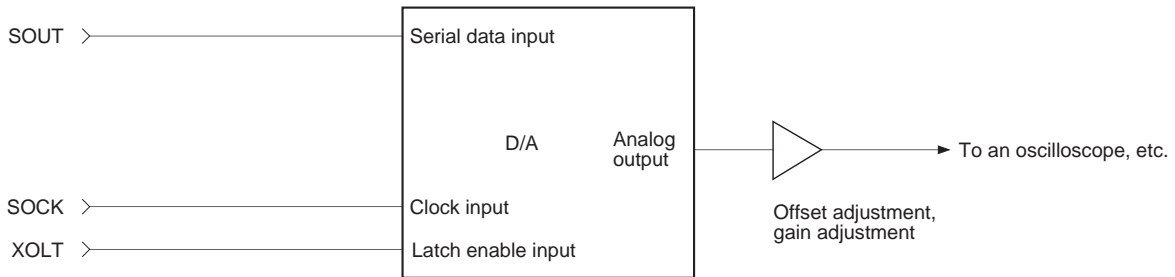 SOUT
Serial data input
D/A
Analog
output
To an oscilloscope, etc.
SOCK
Clock input
Offset adjustment,
gain adjustment
XOLT
Latch enable input